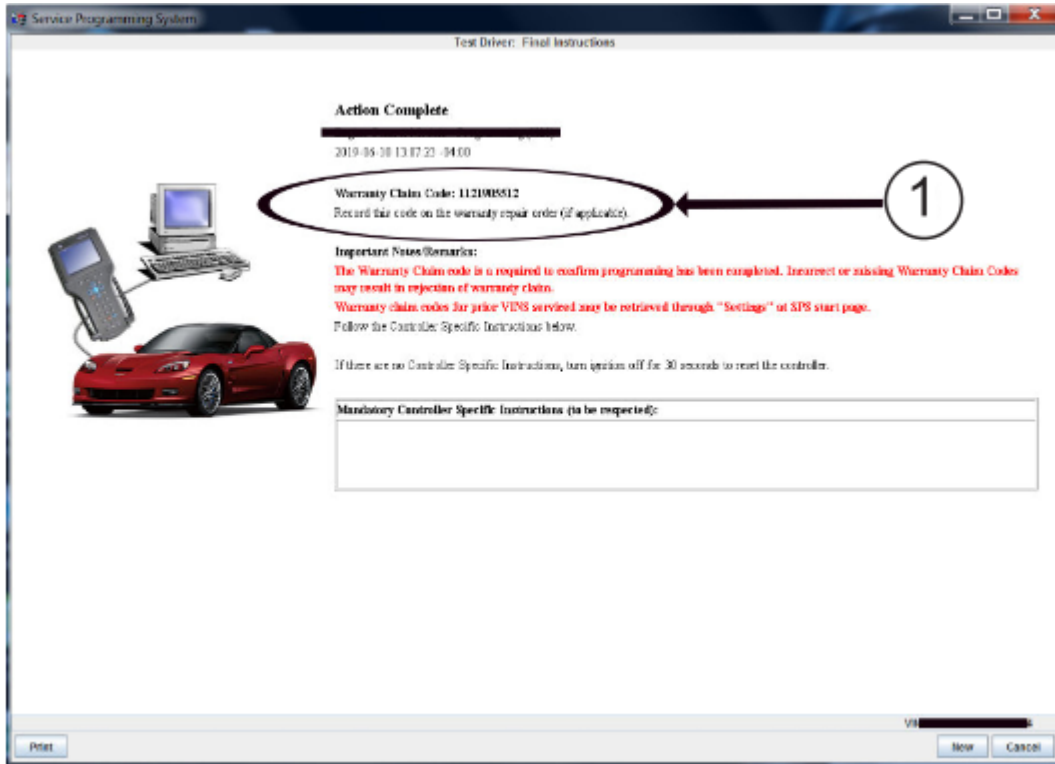 Service Programming System
Test Driver: Final Instructions
Action Complete
2019-06-10 13:07:23 -04:00
Warranty Claim Code: 1121905512
Record this code on the warranty repair order (if applicable).
1
Important Notes/Remarks:
The Warranty Claim code is a required to confirm programming has been completed. Incorrect or missing Warranty Claim Codes
may result in rejection of warranty claim.
Warranty claim codes for prior VINS serviced may be retrieved through "Settings" at SPS start page.
Follow the Controller Specific Instructions below.
If there are no Controller Specific Instructions, turn ignition off for 30 seconds to reset the controller.
Mandatory Controller Specific Instructions (to be respected):
Print
New
Cancel